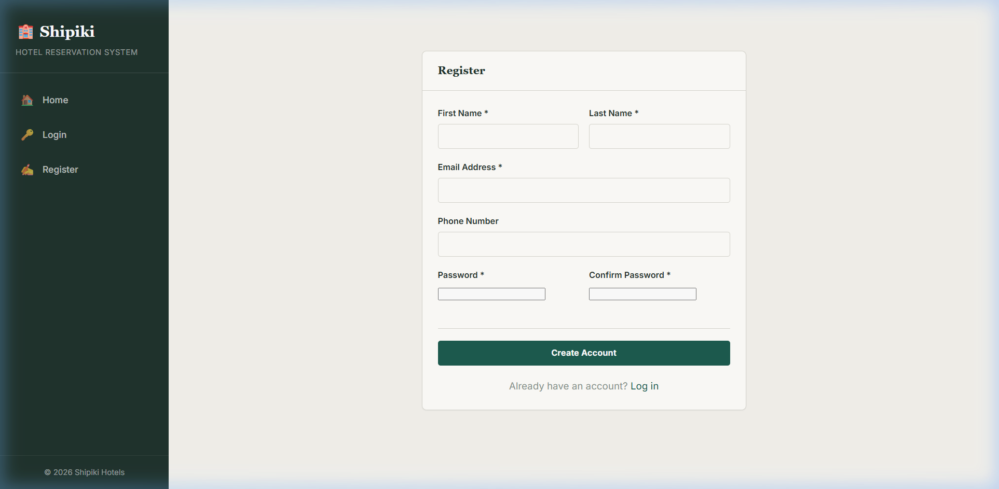 Shipiki
HOTEL RESERVATION SYSTEM
Home
Login
Register
© 2026 Shipiki Hotels
Register
First Name *
Last Name *
Email Address *
Phone Number
Password *
Confirm Password *
Create Account
Already have an account? Log in